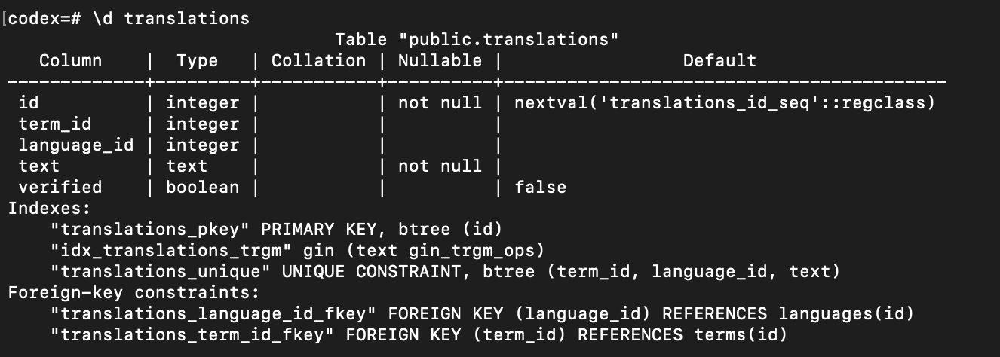 [codex=# \d translations
Table "public.translations"
Column | Type | Collation | Nullable | Default
-------------+---------+-----------+----------+------------------------------------------
id | integer | | not null | nextval('translations_id_seq'::regclass)
term_id | integer | | |
language_id | integer | | |
text | text | | not null |
verified | boolean | | | false
Indexes:
"translations_pkey" PRIMARY KEY, btree (id)
"idx_translations_trgm" gin (text gin_trgm_ops)
"translations_unique" UNIQUE CONSTRAINT, btree (term_id, language_id, text)
Foreign-key constraints:
"translations_language_id_fkey" FOREIGN KEY (language_id) REFERENCES languages(id)
"translations_term_id_fkey" FOREIGN KEY (term_id) REFERENCES terms(id)